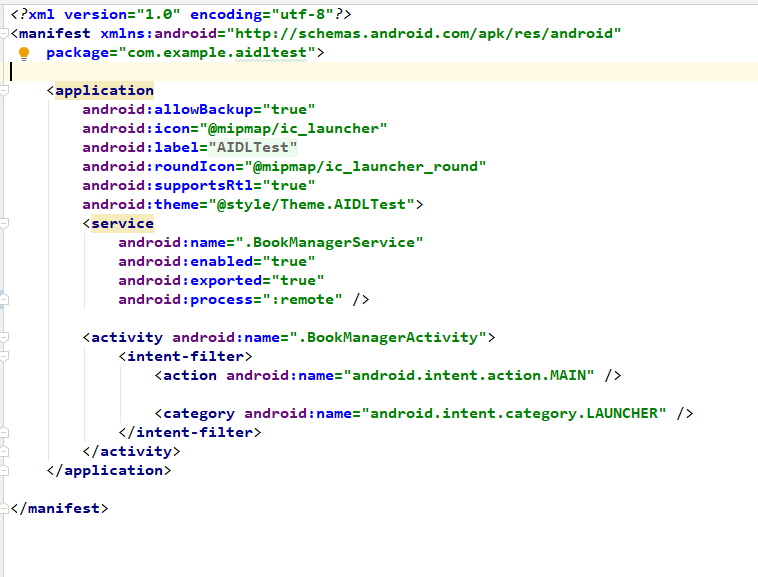 <?xml version="1.0" encoding="utf-8"?>
<manifest xmlns:android="http://schemas.android.com/apk/res/android"
    package="com.example.aidltest">

    <application
        android:allowBackup="true"
        android:icon="@mipmap/ic_launcher"
        android:label="AIDLTest"
        android:roundIcon="@mipmap/ic_launcher_round"
        android:supportsRtl="true"
        android:theme="@style/Theme.AIDLTest">
        <service
            android:name=".BookManagerService"
            android:enabled="true"
            android:exported="true"
            android:process=":remote" />

        <activity android:name=".BookManagerActivity">
            <intent-filter>
                <action android:name="android.intent.action.MAIN" />

                <category android:name="android.intent.category.LAUNCHER" />
            </intent-filter>
        </activity>
    </application>

</manifest>